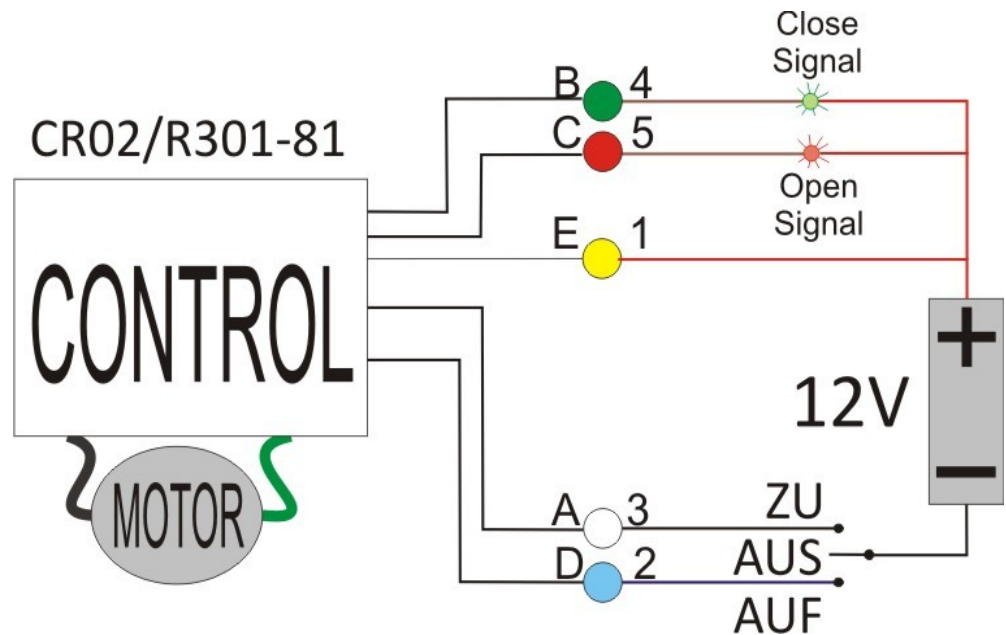 Close
Signal
B 4
CR02/R301-81
C 5
Open
Signal
E 1
CONTROL
+
12V
−
MOTOR
A 3 ZU
AUS
D 2
AUF